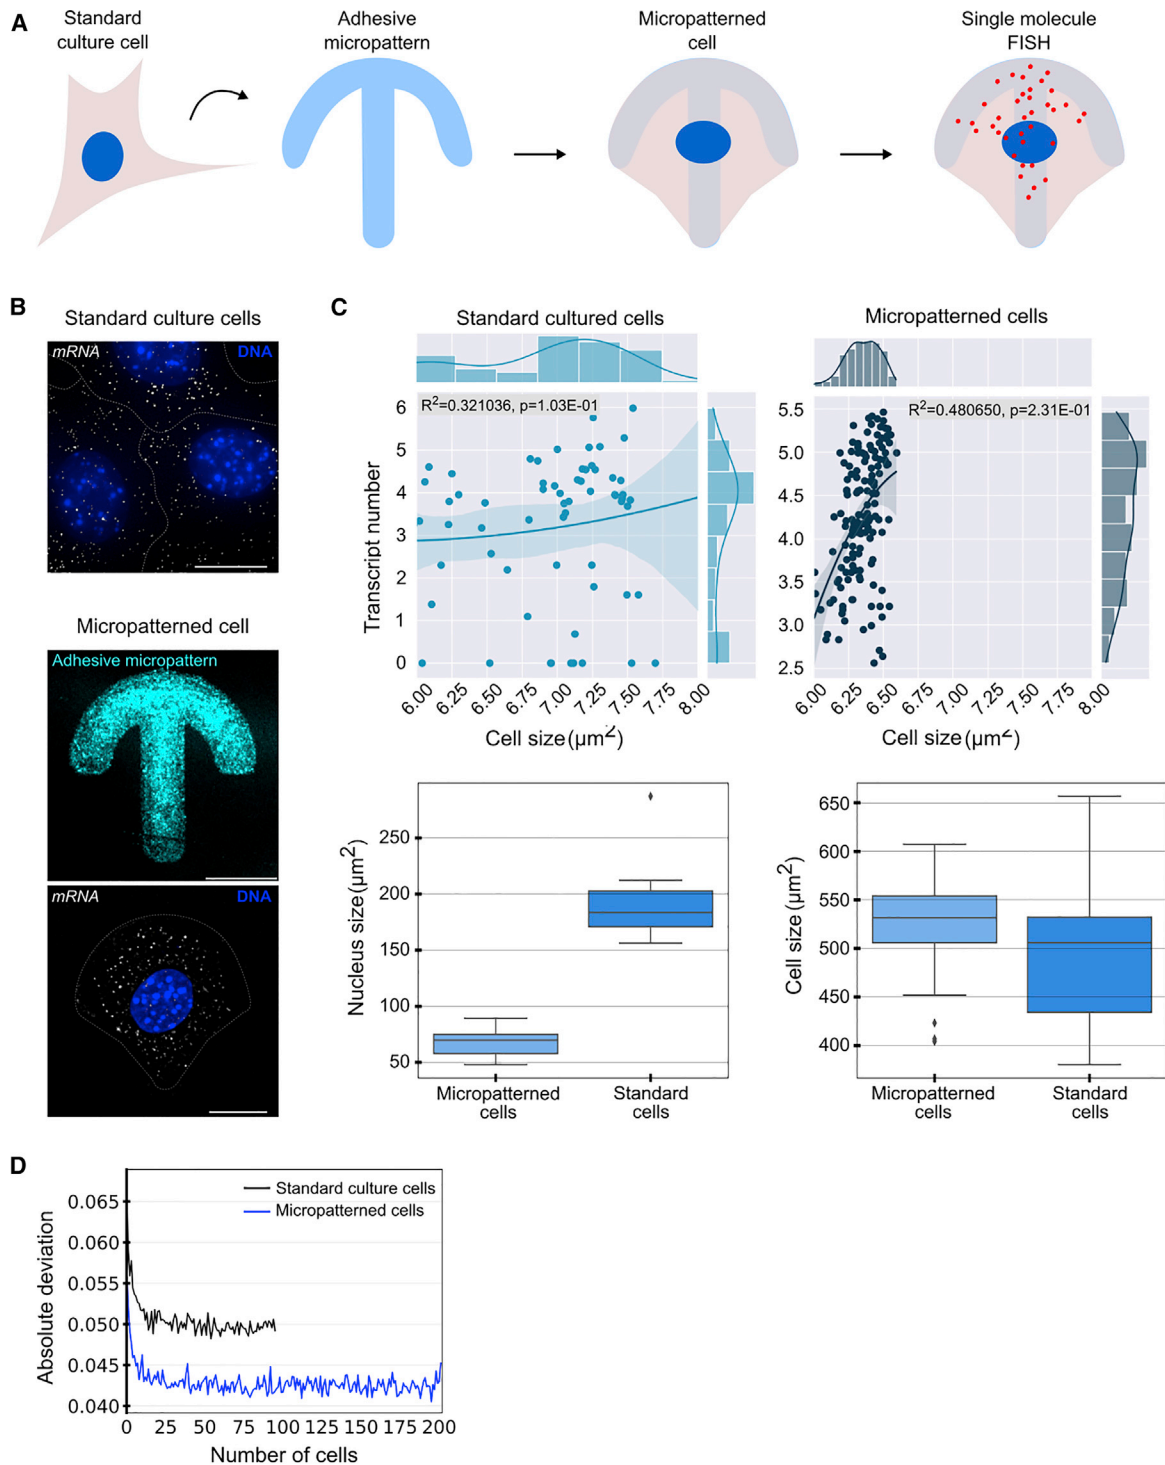 A
Standard
culture cell
Adhesive
micropattern
Micropatterned
cell
Single molecule
FISH
B
Standard culture cells
mRNA
DNA
Micropatterned cell
Adhesive micropattern
mRNA
DNA
C
Standard cultured cells
R²=0.321036, p=1.03E-01
Transcript number
6
5
4
3
2
1
0
6.00
6.25
6.50
6.75
7.00
7.25
7.50
7.75
8.00
Cell size (µm²)
Micropatterned cells
R²=0.480650, p=2.31E-01
5.5
5.0
4.5
4.0
3.5
3.0
2.5
6.00
6.25
6.50
6.75
7.00
7.25
7.50
7.75
8.00
Cell size (µm²)
Nucleus size (µm²)
250
200
150
100
50
Micropatterned
cells
Standard
cells
Cell size (µm²)
650
600
550
500
450
400
Micropatterned
cells
Standard
cells
D
Standard culture cells
Micropatterned cells
Absolute deviation
0.065
0.060
0.055
0.050
0.045
0.040
0
25
50
75
100
125
150
175
200
Number of cells